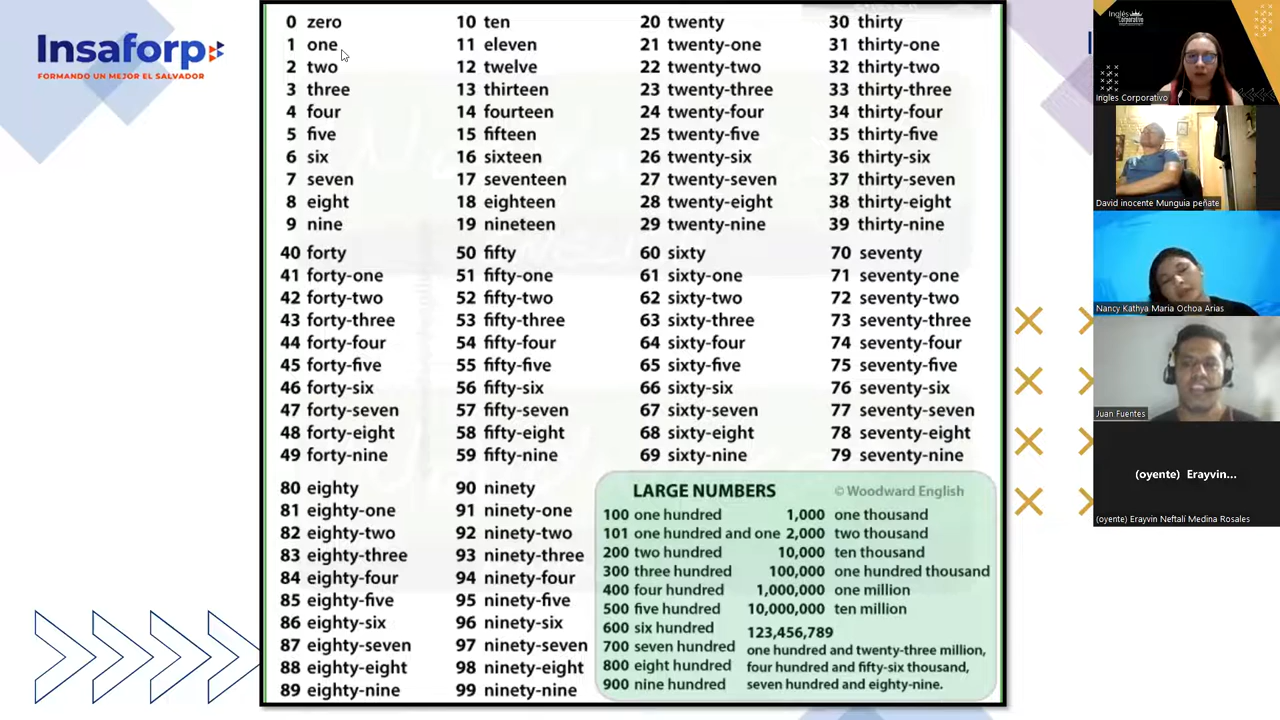 Insaforp
FORMANDO UN MEJOR EL SALVADOR
0 zero
1 one
2 two
3 three
4 four
5 five
6 six
7 seven
8 eight
9 nine
10 ten
11 eleven
12 twelve
13 thirteen
14 fourteen
15 fifteen
16 sixteen
17 seventeen
18 eighteen
19 nineteen
20 twenty
21 twenty-one
22 twenty-two
23 twenty-three
24 twenty-four
25 twenty-five
26 twenty-six
27 twenty-seven
28 twenty-eight
29 twenty-nine
30 thirty
31 thirty-one
32 thirty-two
33 thirty-three
34 thirty-four
35 thirty-five
36 thirty-six
37 thirty-seven
38 thirty-eight
39 thirty-nine
40 forty
41 forty-one
42 forty-two
43 forty-three
44 forty-four
45 forty-five
46 forty-six
47 forty-seven
48 forty-eight
49 forty-nine
50 fifty
51 fifty-one
52 fifty-two
53 fifty-three
54 fifty-four
55 fifty-five
56 fifty-six
57 fifty-seven
58 fifty-eight
59 fifty-nine
60 sixty
61 sixty-one
62 sixty-two
63 sixty-three
64 sixty-four
65 sixty-five
66 sixty-six
67 sixty-seven
68 sixty-eight
69 sixty-nine
70 seventy
71 seventy-one
72 seventy-two
73 seventy-three
74 seventy-four
75 seventy-five
76 seventy-six
77 seventy-seven
78 seventy-eight
79 seventy-nine
80 eighty
81 eighty-one
82 eighty-two
83 eighty-three
84 eighty-four
85 eighty-five
86 eighty-six
87 eighty-seven
88 eighty-eight
89 eighty-nine
90 ninety
91 ninety-one
92 ninety-two
93 ninety-three
94 ninety-four
95 ninety-five
96 ninety-six
97 ninety-seven
98 ninety-eight
99 ninety-nine
LARGE NUMBERS © Woodward English
100 one hundred
101 one hundred and one
200 two hundred
300 three hundred
400 four hundred
500 five hundred
600 six hundred
700 seven hundred
800 eight hundred
900 nine hundred
1,000 one thousand
2,000 two thousand
10,000 ten thousand
100,000 one hundred thousand
1,000,000 one million
10,000,000 ten million
123,456,789
one hundred and twenty-three million,
four hundred and fifty-six thousand,
seven hundred and eighty-nine.
Inglés
Corporativo
Ingles Corporativo
David inocente Munguia peñate
Nancy Kathya Maria Ochoa Arias
Juan Fuentes
(oyente) Erayvin...
(oyente) Erayvin Neftalí Medina Rosales